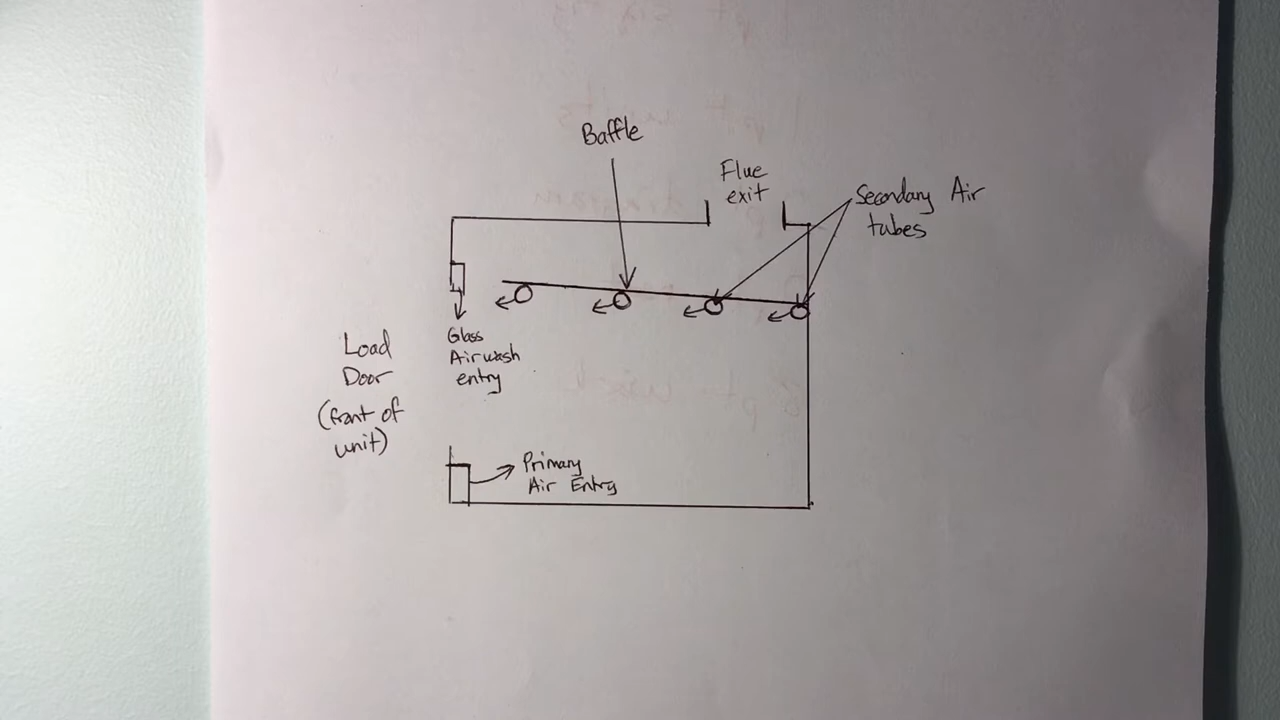 Baffle
Flue
exit
Secondary Air
tubes
Glass
Airwash
entry
Load
Door
(front of
unit)
Primary
Air Entry